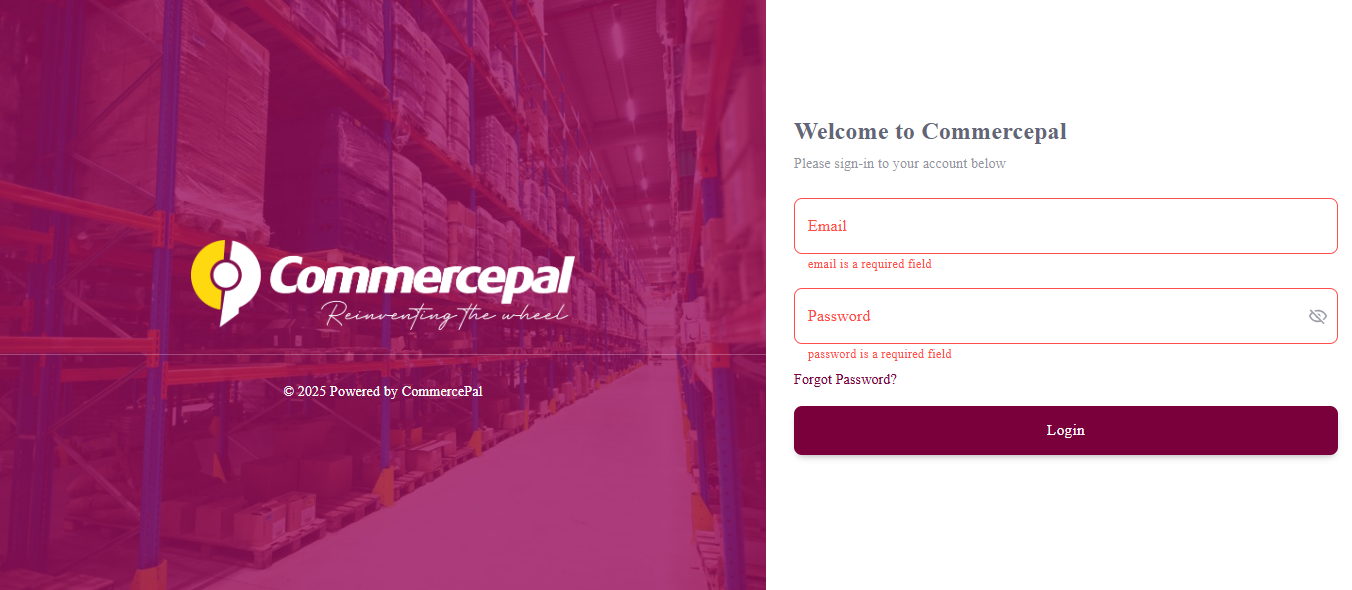 Commercepal
Reinventing the wheel
© 2025 Powered by CommercePal
Welcome to Commercepal
Please sign-in to your account below
Email
email is a required field
Password
password is a required field
Forgot Password?
Login